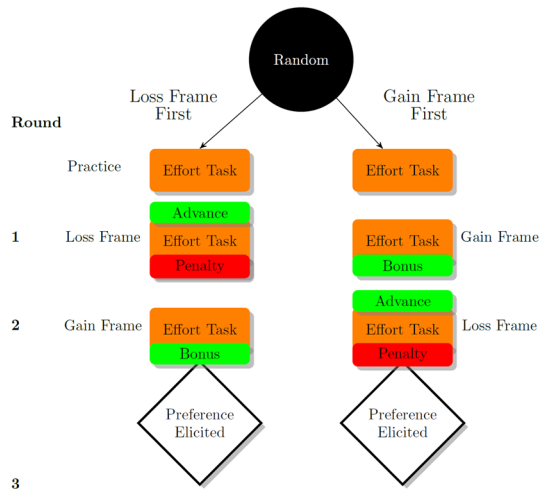 Random
Loss Frame
First
Gain Frame
First
Round
Practice
Effort Task
Effort Task
Advance
1
Loss Frame
Effort Task
Penalty
Effort Task
Gain Frame
Bonus
Advance
2
Gain Frame
Effort Task
Bonus
Effort Task
Loss Frame
Penalty
Preference
Elicited
Preference
Elicited
3